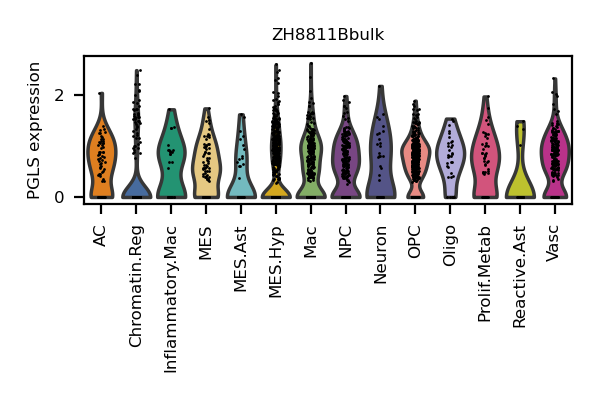 ZH8811Bbulk
PGLS expression
2
0
AC
Chromatin.Reg
Inflammatory.Mac
MES
MES.Ast
MES.Hyp
Mac
NPC
Neuron
OPC
Oligo
Prolif.Metab
Reactive.Ast
Vasc